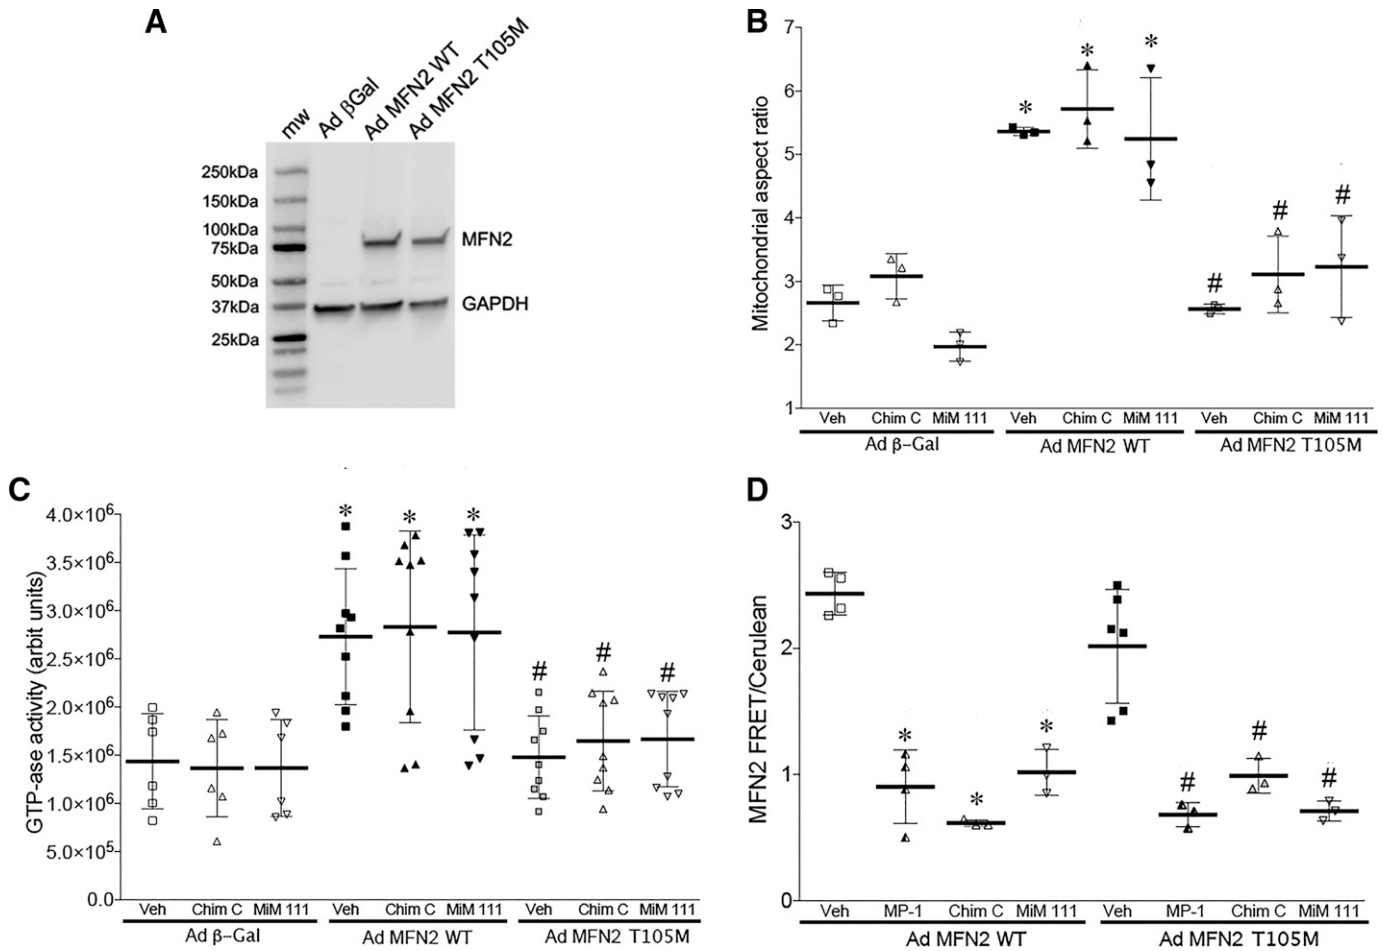 A
mw
Ad βGal
Ad MFN2 WT
Ad MFN2 T105M
250kDa
150kDa
100kDa
75kDa
50kDa
37kDa
25kDa
MFN2
GAPDH
B
Mitochondrial aspect ratio
7
6
5
4
3
2
1
* * *
# # #
Veh Chim C MiM 111 Veh Chim C MiM 111 Veh Chim C MiM 111
Ad β-Gal Ad MFN2 WT Ad MFN2 T105M
C
GTP-ase activity (arbit units)
4.0×10⁶
3.5×10⁶
3.0×10⁶
2.5×10⁶
2.0×10⁶
1.5×10⁶
1.0×10⁶
5.0×10⁵
0.0
* * *
# # #
Veh Chim C MiM 111 Veh Chim C MiM 111 Veh Chim C MiM 111
Ad β-Gal Ad MFN2 WT Ad MFN2 T105M
D
MFN2 FRET/Cerulean
3
2
1
0
* * *
# # #
Veh MP-1 Chim C MiM 111 Veh MP-1 Chim C MiM 111
Ad MFN2 WT Ad MFN2 T105M